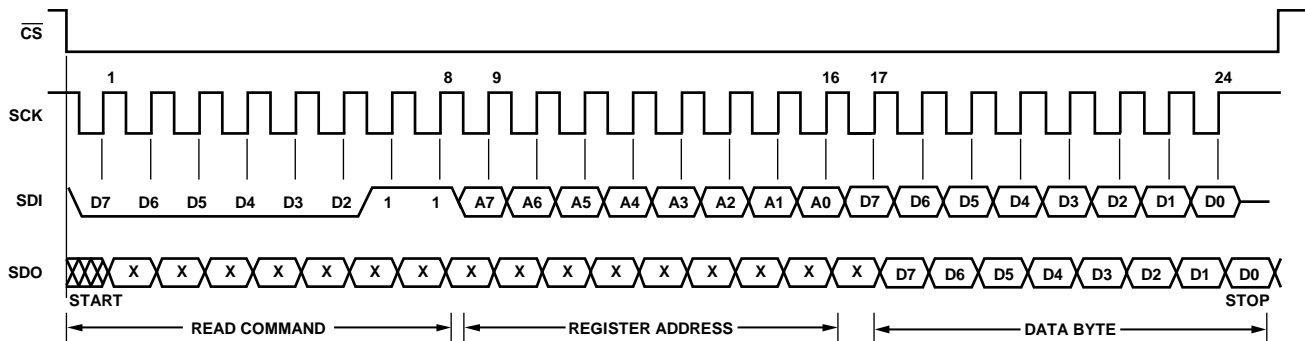 CS
1 8 9 16 17 24
SCK
SDI D7 D6 D5 D4 D3 D2 1 1 A7 A6 A5 A4 A3 A2 A1 A0 D7 D6 D5 D4 D3 D2 D1 D0
SDO X X X X X X X X X X X X X X X X D7 D6 D5 D4 D3 D2 D1 D0
START STOP
READ COMMAND REGISTER ADDRESS DATA BYTE